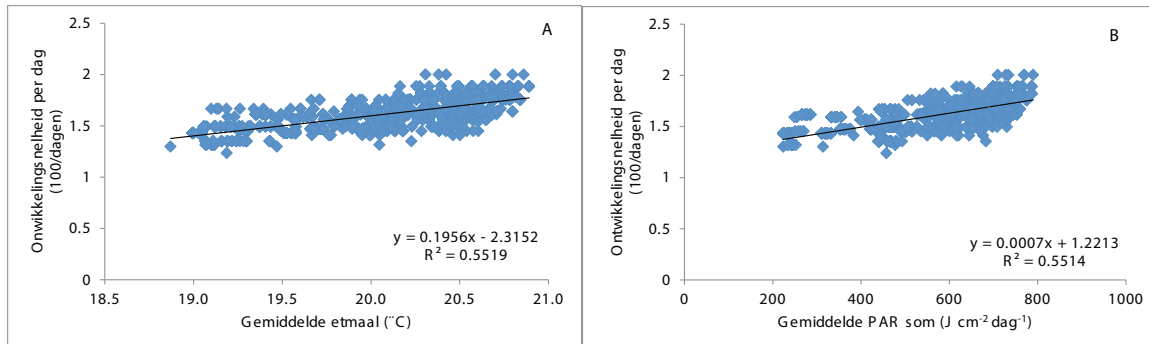 A
Onwikkelingsnelheid per dag
(100/dagen)
2.5
2
1.5
1
0.5
0
y = 0.1956x - 2.3152
R² = 0.5519
18.5 19.0 19.5 20.0 20.5 21.0
Gemiddelde etmaal (¨C)
B
Ontwikkelingsnelheid per dag
(100/dagen)
2.5
2
1.5
1
0.5
0
y = 0.0007x + 1.2213
R² = 0.5514
0 200 400 600 800 1000
Gemiddelde PAR som (J cm⁻² dag⁻¹)